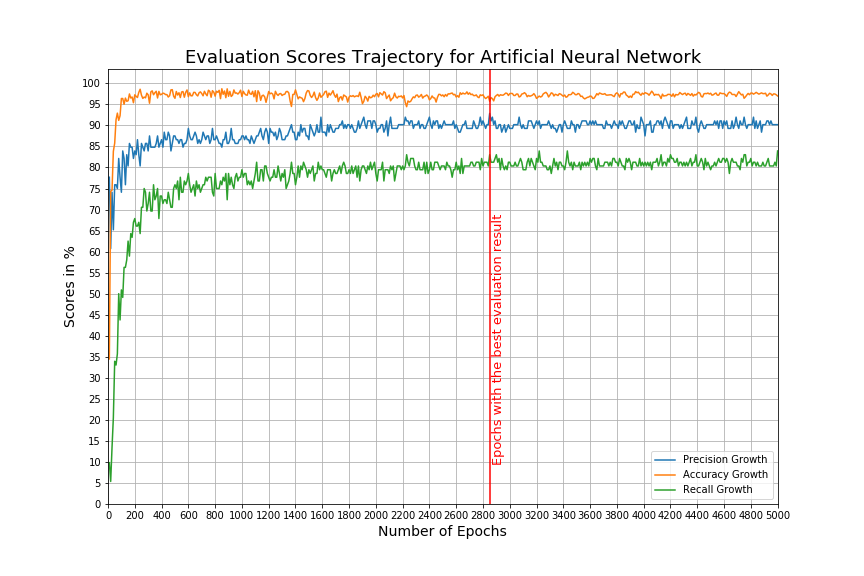 Evaluation Scores Trajectory for Artificial Neural Network
Scores in %
100
95
90
85
80
75
70
65
60
55
50
45
40
35
30
25
20
15
10
5
0
Epochs with the best evaluation result
Precision Growth
Accuracy Growth
Recall Growth
0 200 400 600 800 1000 1200 1400 1600 1800 2000 2200 2400 2600 2800 3000 3200 3400 3600 3800 4000 4200 4400 4600 4800 5000
Number of Epochs